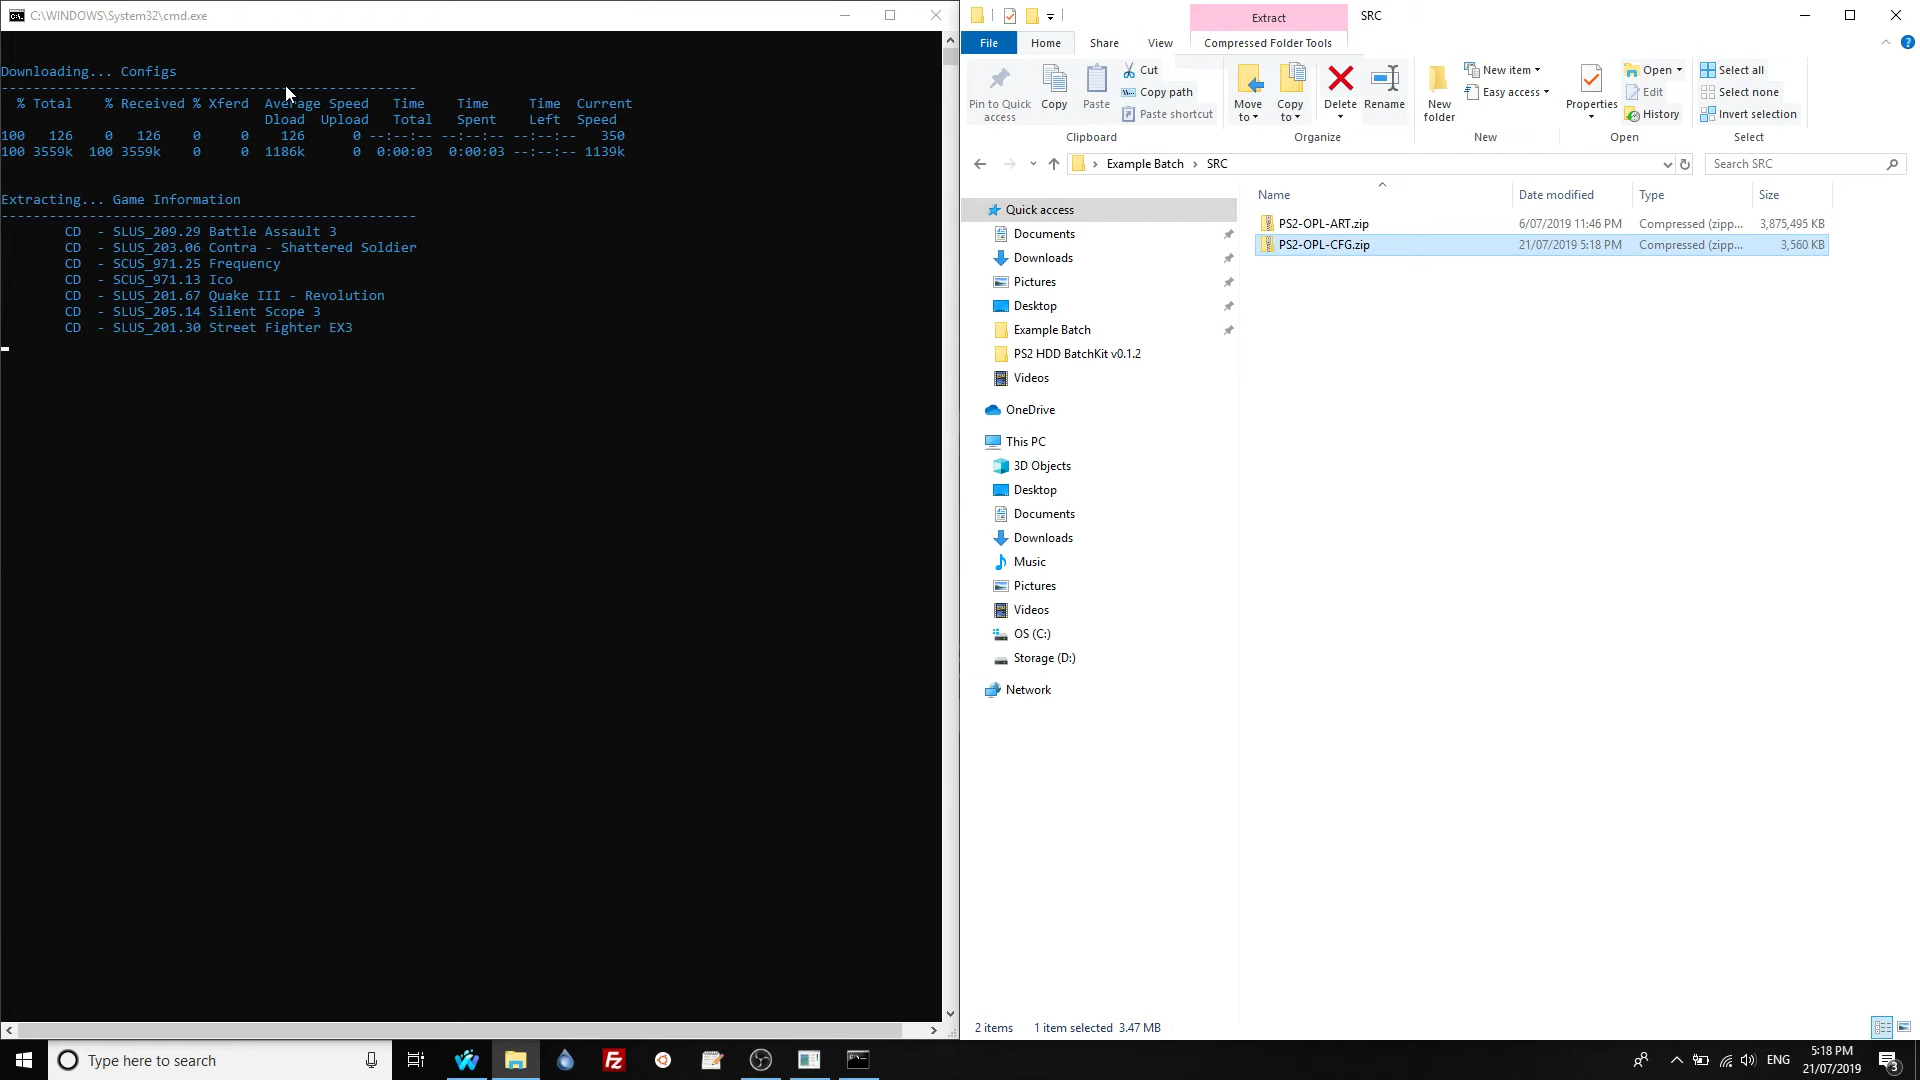 C:\WINDOWS\System32\cmd.exe
Downloading... Configs
----------------------------------------------------
% Total % Received % Xferd Average Speed Time Time Time Current
Dload Upload Total Spent Left Speed
100 126 0 126 0 0 126 0 --:--:-- --:--:-- --:--:-- 350
100 3559k 100 3559k 0 0 1186k 0 0:00:03 0:00:03 --:--:-- 1139k
Extracting... Game Information
----------------------------------------------------
CD - SLUS_209.29 Battle Assault 3
CD - SLUS_203.06 Contra - Shattered Soldier
CD - SCUS_971.25 Frequency
CD - SCUS_971.13 Ico
CD - SLUS_201.67 Quake III - Revolution
CD - SLUS_205.14 Silent Scope 3
CD - SLUS_201.30 Street Fighter EX3
Extract SRC
File Home Share View Compressed Folder Tools
Pin to Quick access
Copy
Paste
Cut
Copy path
Paste shortcut
Clipboard
Move to
Copy to
Delete
Rename
Organize
New folder
New item
Easy access
New
Properties
Open
Edit
History
Open
Select all
Select none
Invert selection
Select
Example Batch > SRC
Search SRC
Name Date modified Type Size
PS2-OPL-ART.zip 6/07/2019 11:46 PM Compressed (zipp... 3,875,495 KB
PS2-OPL-CFG.zip 21/07/2019 5:18 PM Compressed (zipp... 3,560 KB
Quick access
Documents
Downloads
Pictures
Desktop
Example Batch
PS2 HDD BatchKit v0.1.2
Videos
OneDrive
This PC
3D Objects
Desktop
Documents
Downloads
Music
Pictures
Videos
OS (C:)
Storage (D:)
Network
2 items 1 item selected 3.47 MB
Type here to search
ENG
5:18 PM
21/07/2019
3